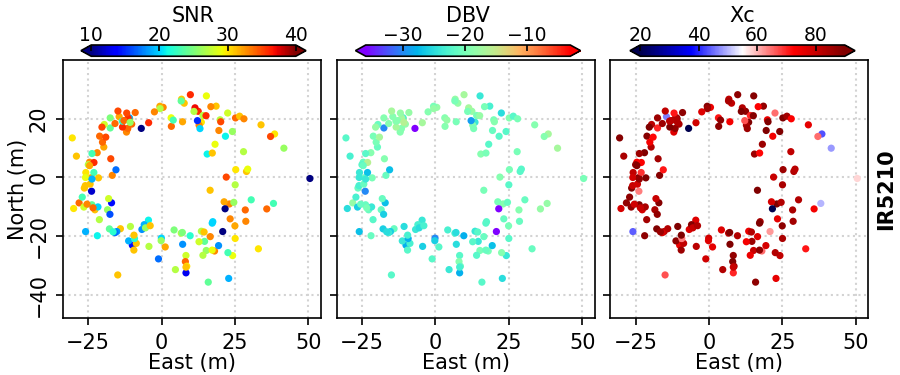 SNR DBV Xc
10 20 30 40 −30 −20 −10 20 40 60 80
North (m)
20
0
−20
−40
−25 0 25 50 −25 0 25 50 −25 0 25 50
East (m) East (m) East (m)
IR5210